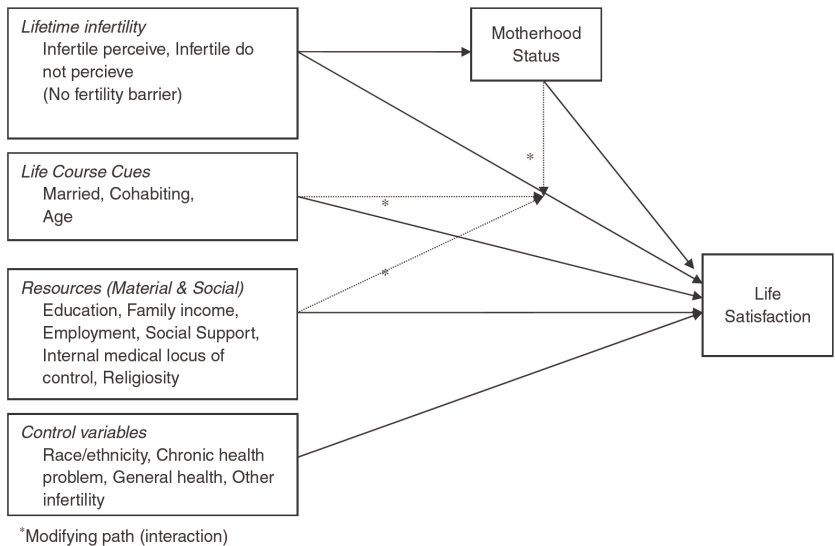 Lifetime infertility
Infertile perceive, Infertile do
not percieve
(No fertility barrier)
Motherhood
Status
*
Life Course Cues
Married, Cohabiting,
Age
*
*
Resources (Material & Social)
Education, Family income,
Employment, Social Support,
Internal medical locus of
control, Religiosity
Life
Satisfaction
Control variables
Race/ethnicity, Chronic health
problem, General health, Other
infertility
*Modifying path (interaction)